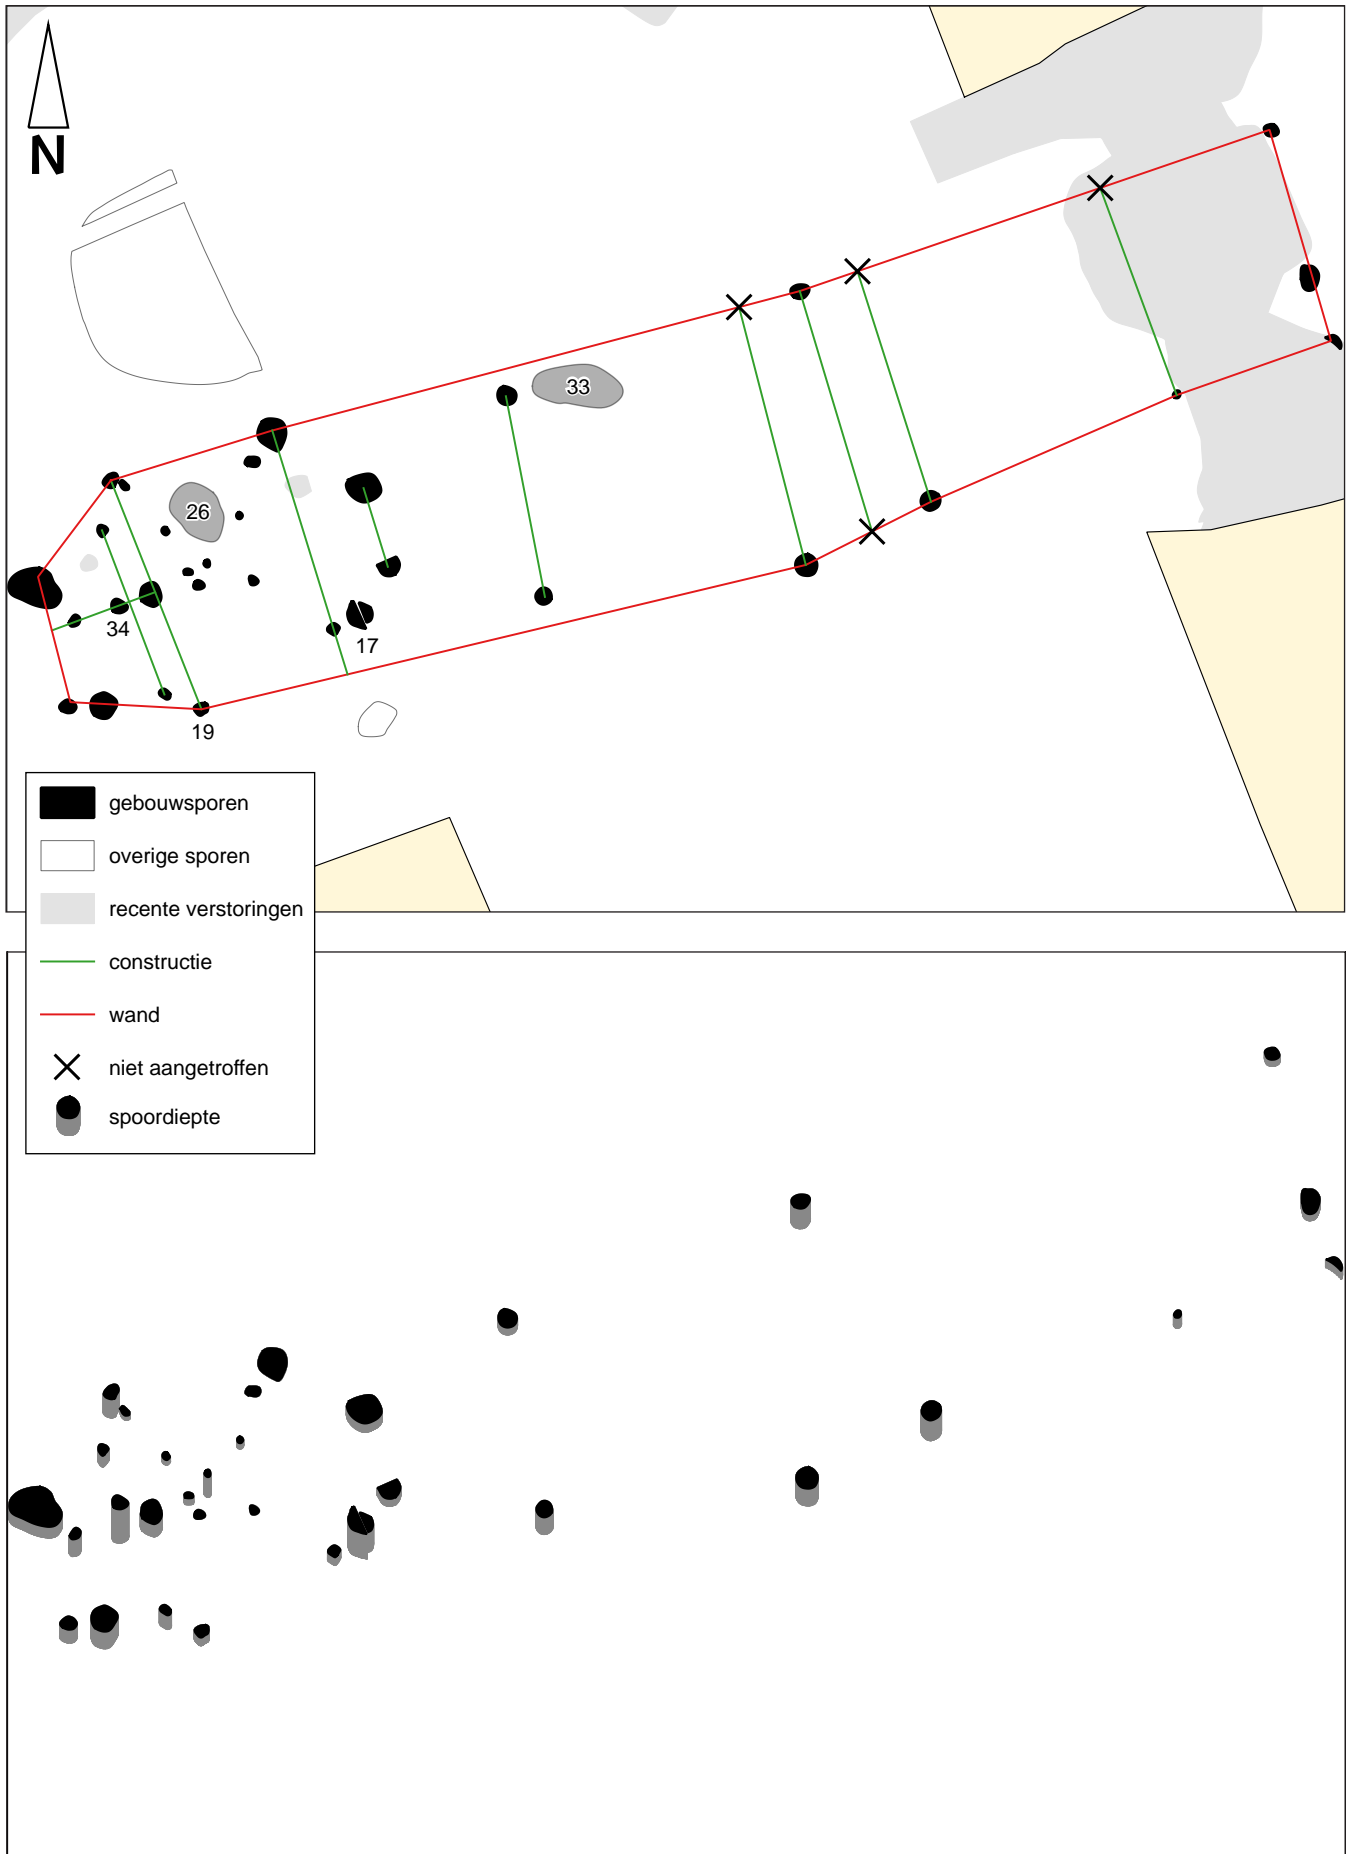 N
33
26
34
17
19
gebouwsporen
overige sporen
recente verstoringen
constructie
wand
niet aangetroffen
spoordiepte